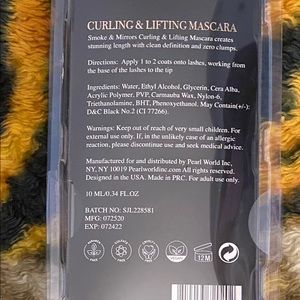 CURLING & LIFTING MASCARA
Smoke & Mirrors Curling & Lifting Mascara creates
stunning length with clean definition and zero clumps.
Directions: Apply 1 to 2 coats onto lashes, working from
the base of the lashes to the tip
Ingredients: Water, Ethyl Alcohol, Glycerin, Cera Alba,
Acrylic Polymer, PVP, Carnauba Wax, Nylon-6,
Triethanolamine, BHT, Phenoxyethanol. May Contain(+/-):
D&C Black No.2 (CI 77266).
Warnings: Keep out of reach of very small children. For
external use only. If, in the unlikely case of an allergic
reaction, please discontinue use and seek medical advice.
Manufactured for and distributed by Pearl World Inc,
NY, NY 10019 Pearlworldinc.com All rights reserved.
Designed in the USA. Made in PRC. For adult use only.
10 ML/0.34 FL.OZ
BATCH NO: SJL228581
MFG: 072520
EXP: 072422
12M